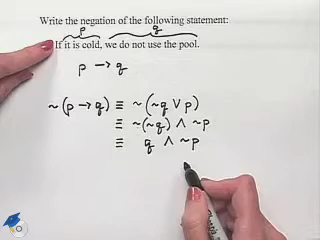 Write the negation of the following statement:
p q
If it is cold, we do not use the pool.
p → q
~(p → q) ≡ ~(~q ∨ p)
≡ ~(~q) ∧ ~p
≡ q ∧ ~p